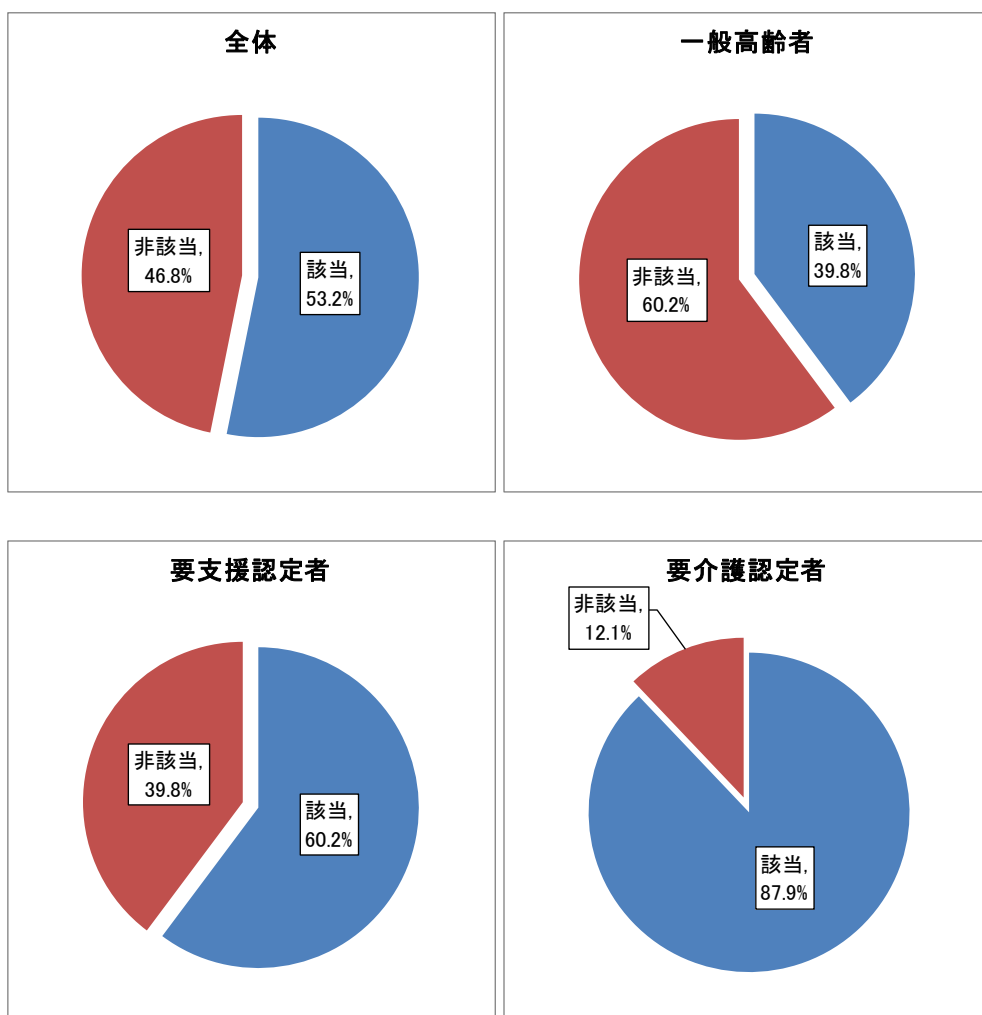 全体
非該当,
46.8%
該当,
53.2%
一般高齢者
非該当,
60.2%
該当,
39.8%
要支援認定者
非該当,
39.8%
該当,
60.2%
要介護認定者
非該当,
12.1%
該当,
87.9%